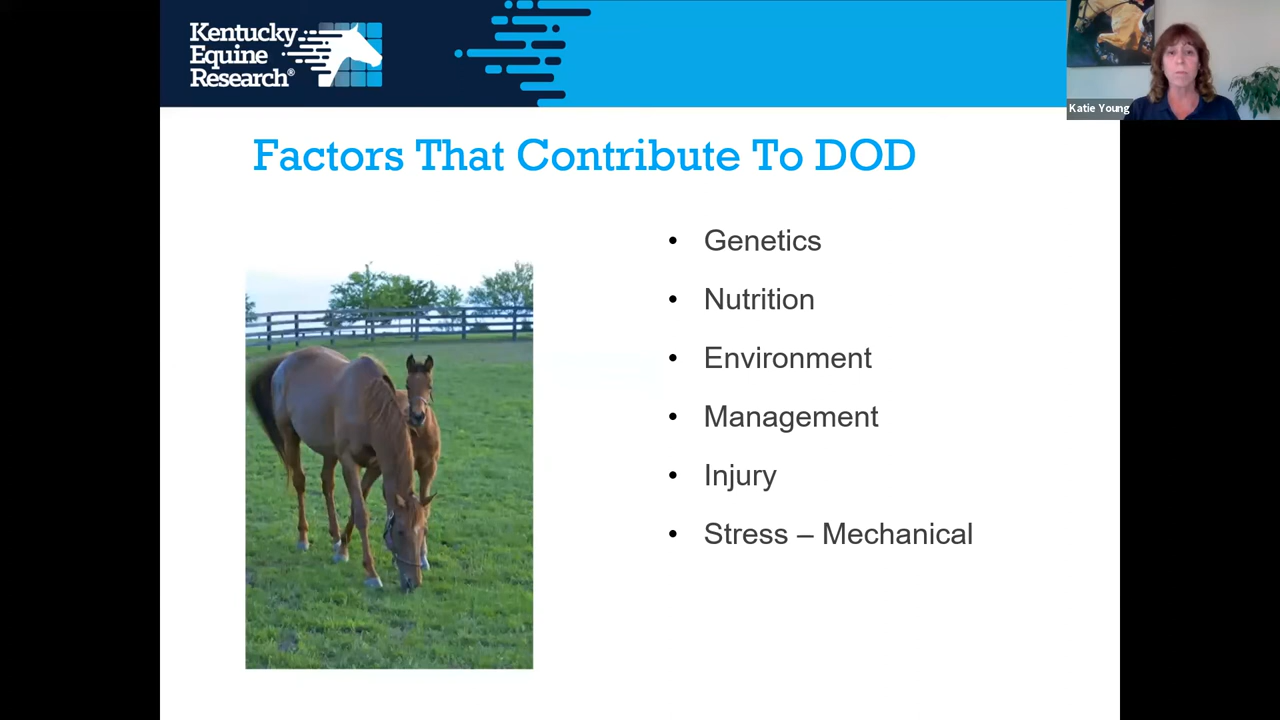 Kentucky
Equine
Research®
Katie Young
Factors That Contribute To DOD
• Genetics
• Nutrition
• Environment
• Management
• Injury
• Stress – Mechanical